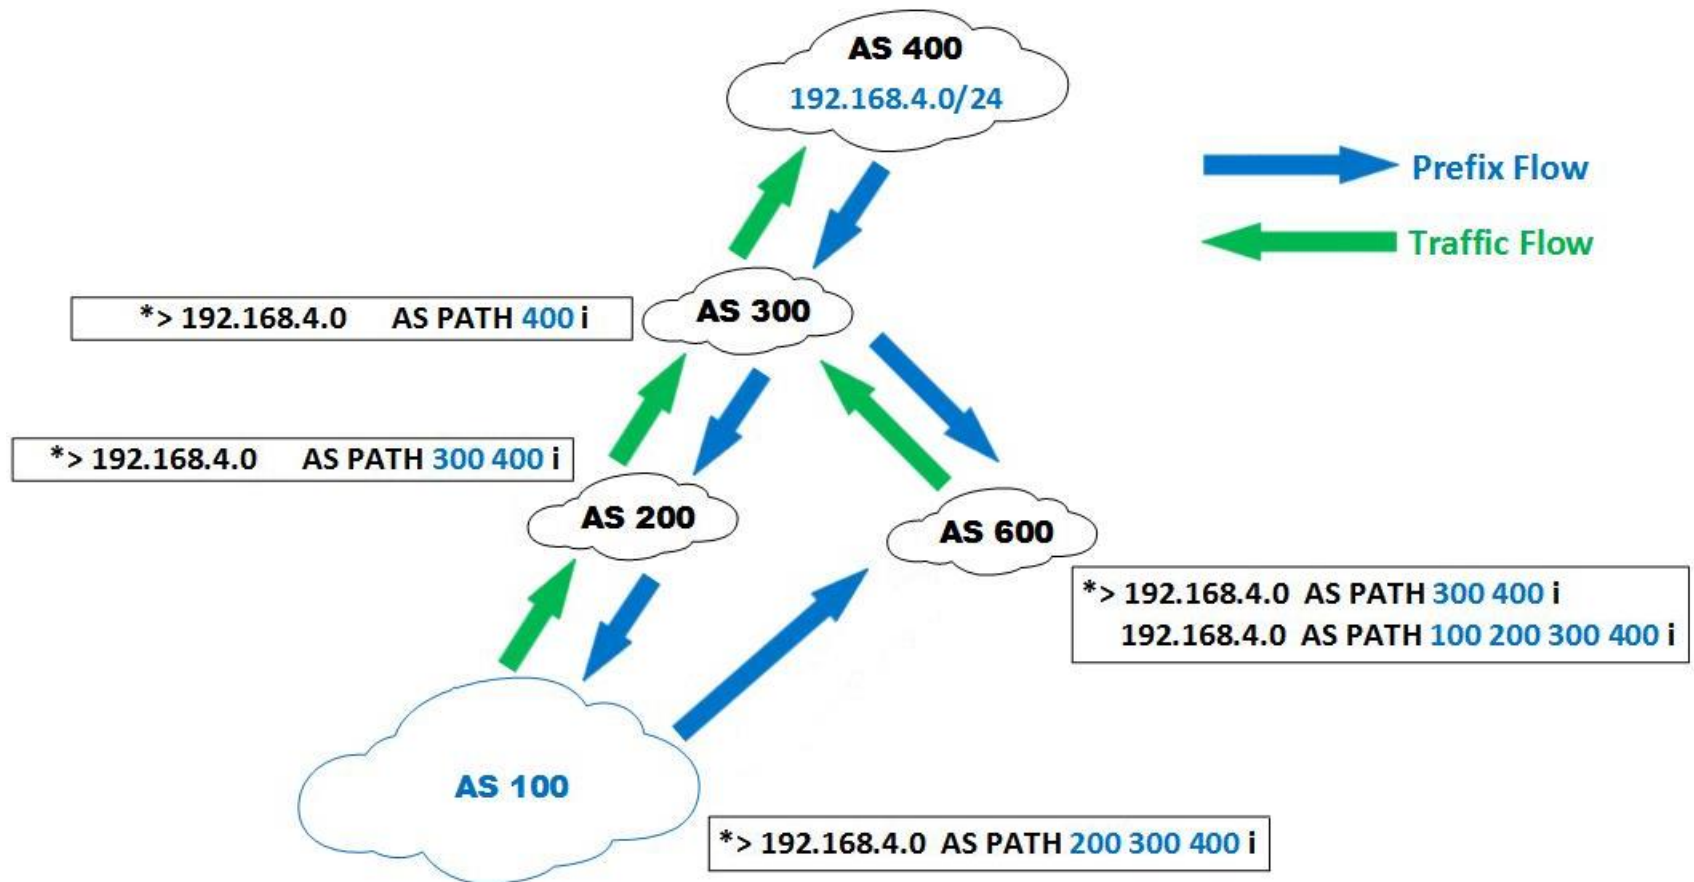 AS 400
192.168.4.0/24
Prefix Flow
Traffic Flow
AS 300
*> 192.168.4.0 AS PATH 400 i
*> 192.168.4.0 AS PATH 300 400 i
AS 200
AS 600
*> 192.168.4.0 AS PATH 300 400 i
192.168.4.0 AS PATH 100 200 300 400 i
AS 100
*> 192.168.4.0 AS PATH 200 300 400 i